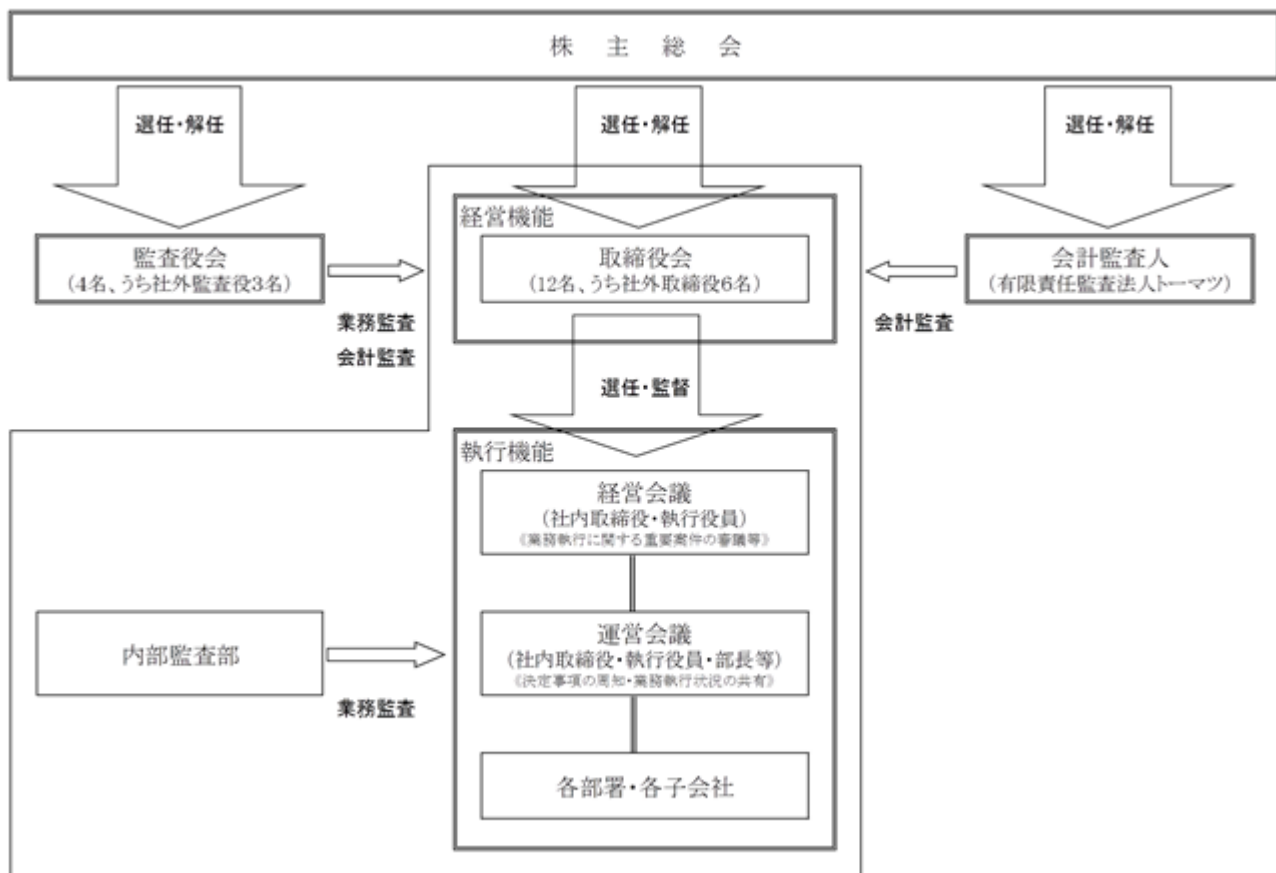 株主総会
選任・解任
選任・解任
選任・解任
監査役会
(4名、うち社外監査役3名)
業務監査
会計監査
経営機能
取締役会
(12名、うち社外取締役6名)
会計監査人
(有限責任監査法人トーマツ)
会計監査
選任・監督
執行機能
経営会議
(社内取締役・執行役員)
《業務執行に関する重要案件の審議等》
内部監査部
業務監査
運営会議
(社内取締役・執行役員・部長等)
《決定事項の周知・業務執行状況の共有》
各部署・各子会社